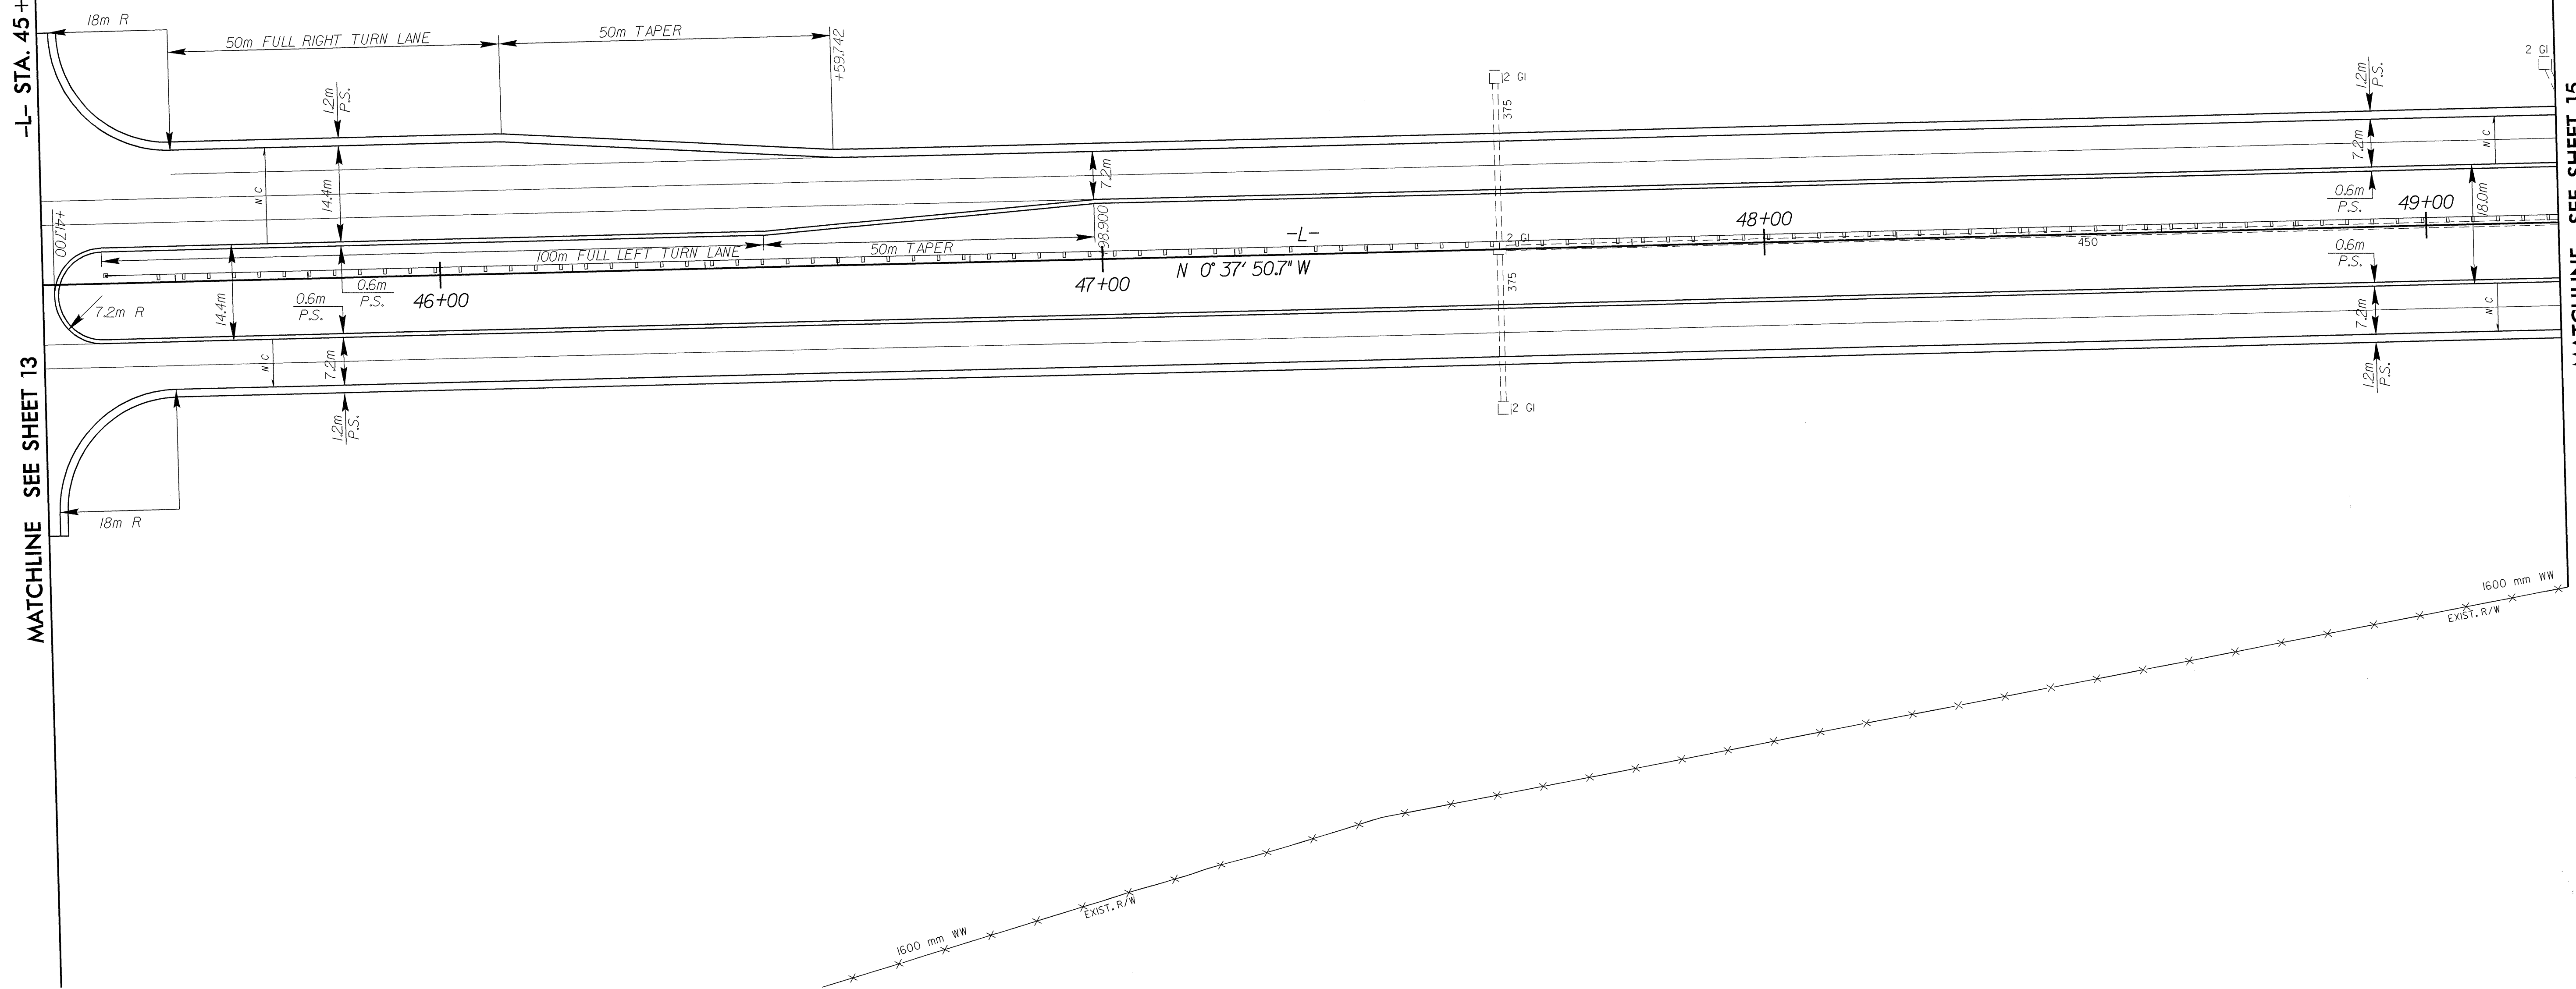 -L- STA. 45+
MATCHLINE SEE SHEET 13
18m R
50m FULL RIGHT TURN LANE
50m TAPER
+59.742
1.2m
P.S.
14.4m
N C
7.2m
2 GI
375
1.2m
P.S.
7.2m
N C
2 GI
0.6m
P.S.
18.0m
49+00
48+00
+41.700
100m FULL LEFT TURN LANE
50m TAPER
+98.900
-L-
2 GI
450
N 0° 37' 50.7" W
47+00
46+00
0.6m
P.S.
0.6m
P.S.
7.2m R
14.4m
375
0.6m
P.S.
7.2m
N C
N C
7.2m
1.2m
P.S.
2 GI
1.2m
P.S.
18m R
1600 mm WW
EXIST. R/W
EXIST. R/W
1600 mm WW